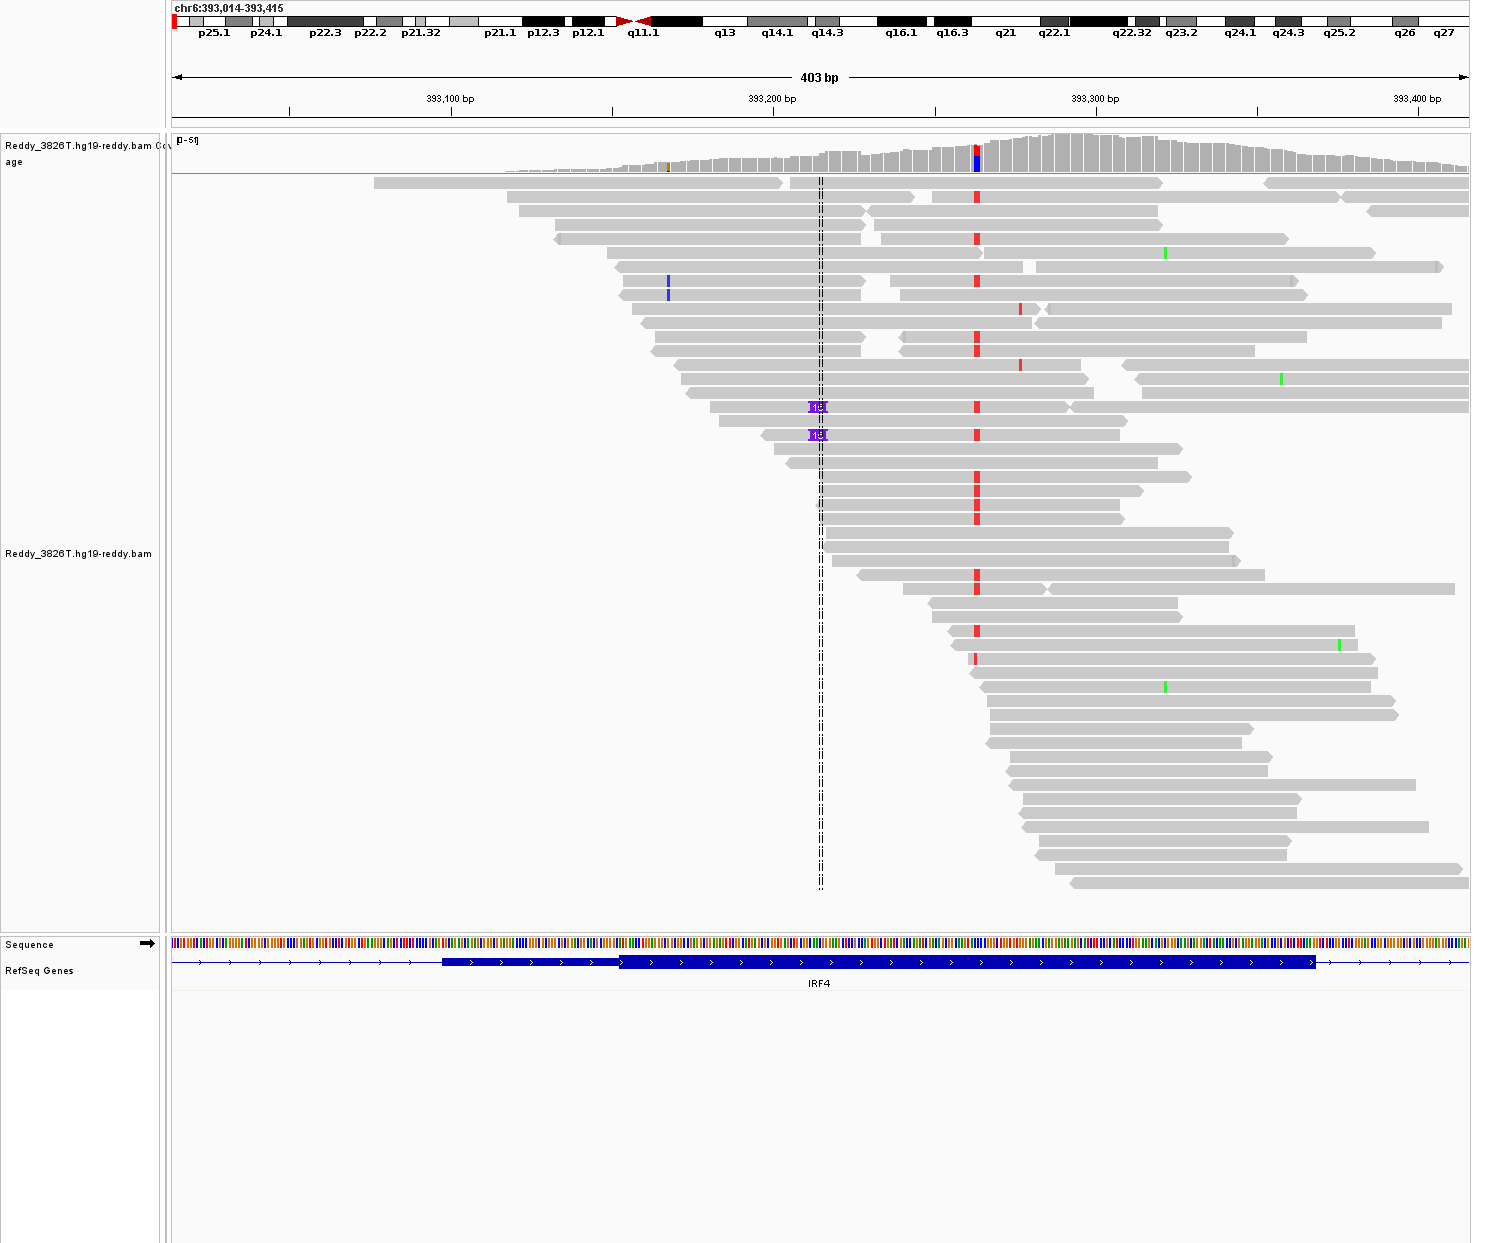 chr6:393,014-393,415
p25.1 p24.1 p22.3 p22.2 p21.32 p21.1 p12.3 p12.1 q11.1 q13 q14.1 q14.3 q16.1 q16.3 q21 q22.1 q22.32 q23.2 q24.1 q24.3 q25.2 q26 q27
403 bp
393,100 bp 393,200 bp 393,300 bp 393,400 bp
Reddy_3826T.hg19-reddy.bam Cov
age
[0-51]
Reddy_3826T.hg19-reddy.bam
Sequence
RefSeq Genes
IRF4